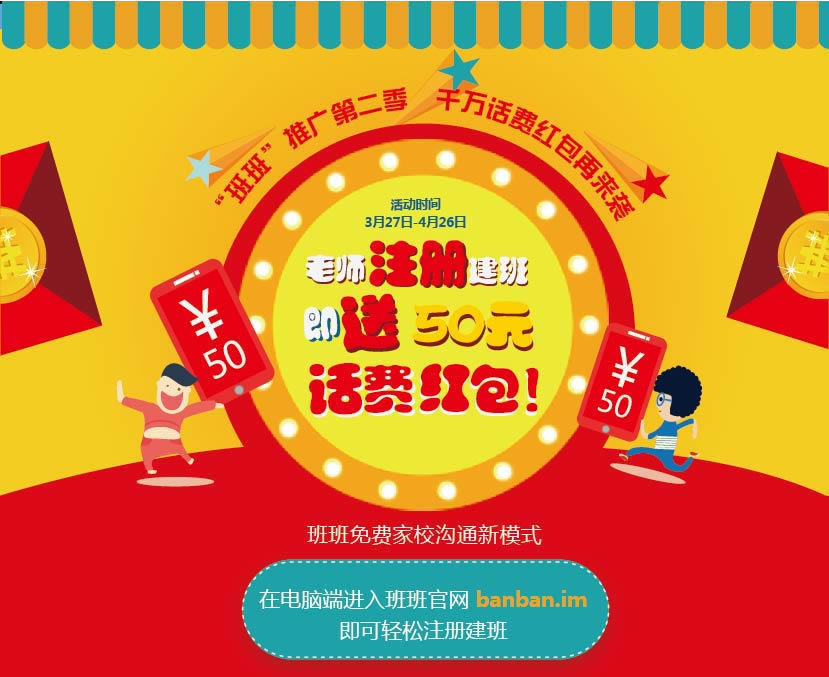 “班班”推广第二季 千万话费红包再来袭
活动时间
3月27日-4月26日
老师注册建班
即送50元
话费红包!
¥
50
¥
50
班班免费家校沟通新模式
在电脑端进入班班官网 banban.im
即可轻松注册建班